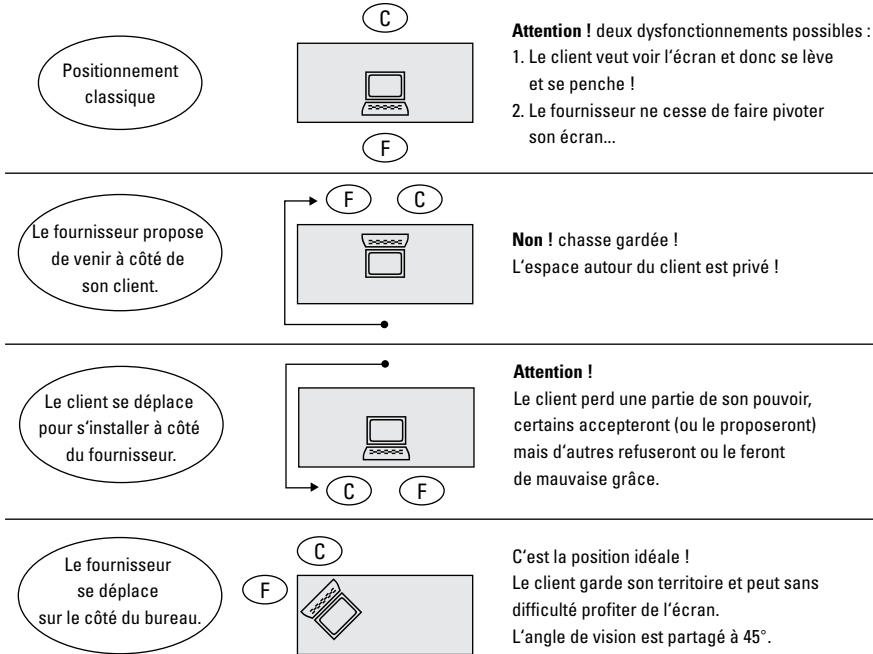 Positionnement
classique
C
F
Attention ! deux dysfonctionnements possibles :
1. Le client veut voir l'écran et donc se lève
et se penche !
2. Le fournisseur ne cesse de faire pivoter
son écran...
Le fournisseur propose
de venir à côté de
son client.
F C
Non ! chasse gardée !
L'espace autour du client est privé !
Le client se déplace
pour s'installer à côté
du fournisseur.
C F
Attention !
Le client perd une partie de son pouvoir,
certains accepteront (ou le proposeront)
mais d'autres refuseront ou le feront
de mauvaise grâce.
Le fournisseur
se déplace
sur le côté du bureau.
C
F
C'est la position idéale !
Le client garde son territoire et peut sans
difficulté profiter de l'écran.
L'angle de vision est partagé à 45°.